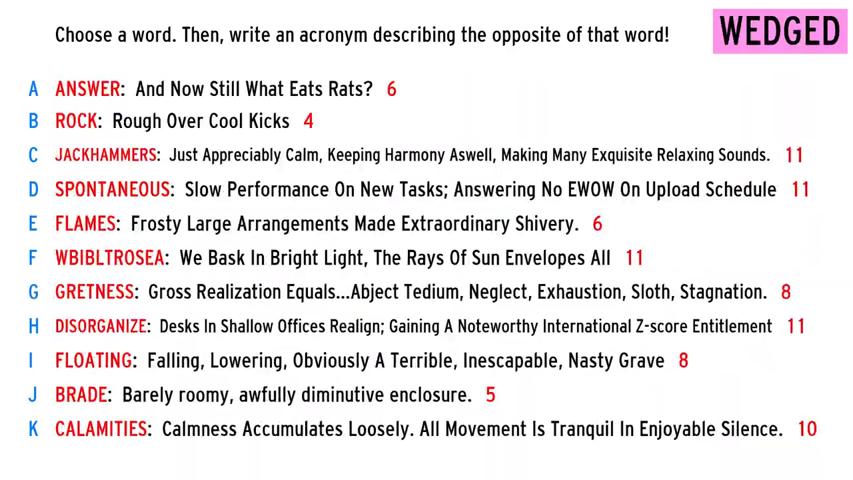 Choose a word. Then, write an acronym describing the opposite of that word!
WEDGED
A ANSWER: And Now Still What Eats Rats? 6
B ROCK: Rough Over Cool Kicks 4
C JACKHAMMERS: Just Appreciably Calm, Keeping Harmony Aswell, Making Many Exquisite Relaxing Sounds. 11
D SPONTANEOUS: Slow Performance On New Tasks; Answering No EWOW On Upload Schedule 11
E FLAMES: Frosty Large Arrangements Made Extraordinary Shivery. 6
F WBIBLTROSEA: We Bask In Bright Light, The Rays Of Sun Envelopes All 11
G GRETNESS: Gross Realization Equals...Abject Tedium, Neglect, Exhaustion, Sloth, Stagnation. 8
H DISORGANIZE: Desks In Shallow Offices Realign; Gaining A Noteworthy International Z-score Entitlement 11
I FLOATING: Falling, Lowering, Obviously A Terrible, Inescapable, Nasty Grave 8
J BRADE: Barely roomy, awfully diminutive enclosure. 5
K CALAMITIES: Calmness Accumulates Loosely. All Movement Is Tranquil In Enjoyable Silence. 10